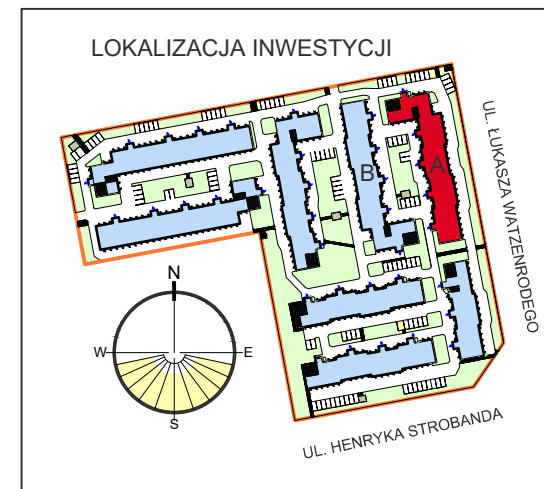 LOKALIZACJA INWESTYCJI
UL. ŁUKASZA WATZENRODEGO
A
B
N
W
E
S
UL. HENRYKA STROBANDA